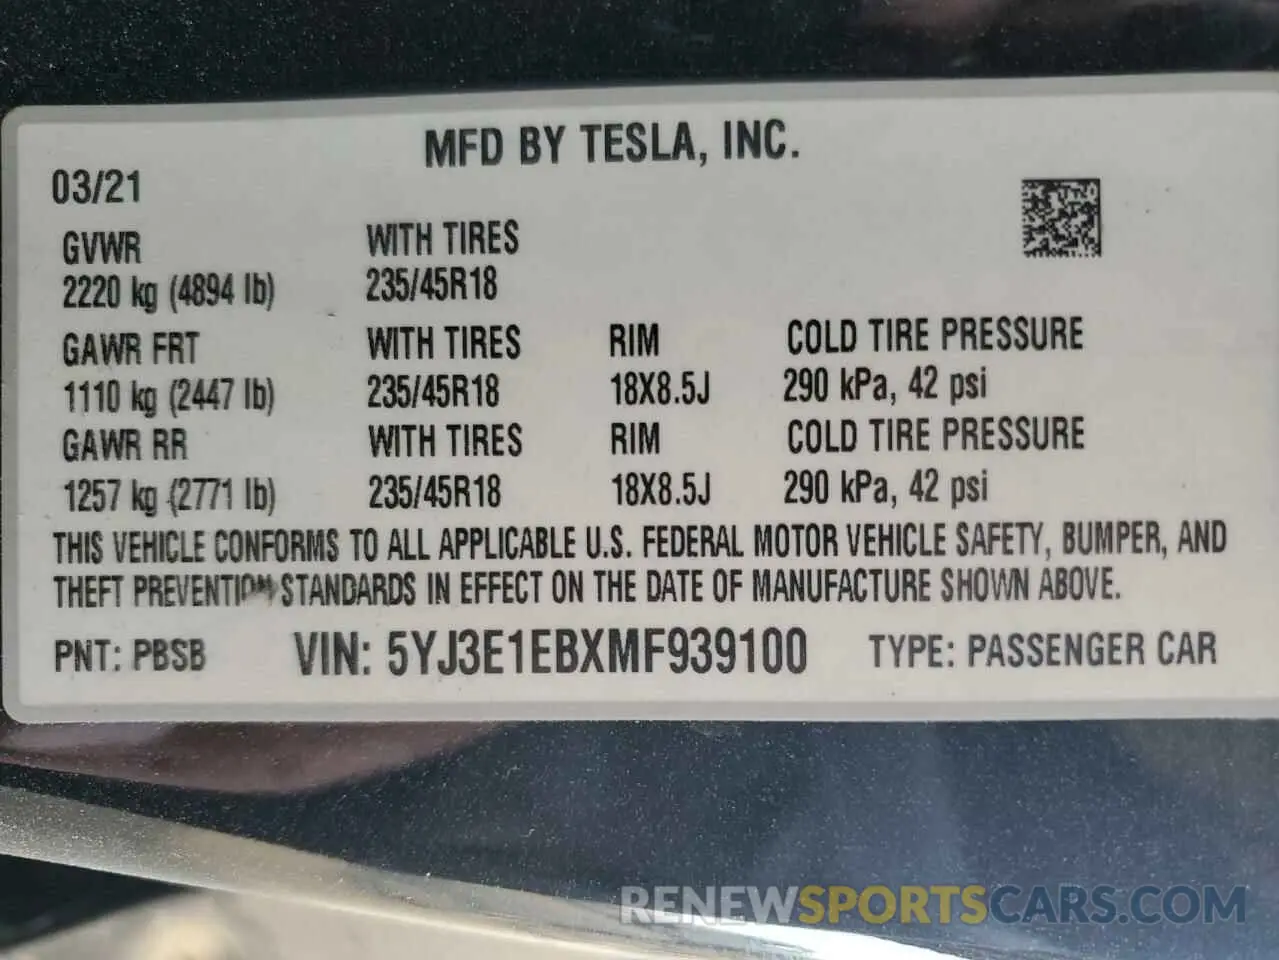 MFD BY TESLA, INC.
03/21
GVWR WITH TIRES
2220 kg (4894 lb) 235/45R18
GAWR FRT WITH TIRES RIM COLD TIRE PRESSURE
1110 kg (2447 lb) 235/45R18 18X8.5J 290 kPa, 42 psi
GAWR RR WITH TIRES RIM COLD TIRE PRESSURE
1257 kg (2771 lb) 235/45R18 18X8.5J 290 kPa, 42 psi
THIS VEHICLE CONFORMS TO ALL APPLICABLE U.S. FEDERAL MOTOR VEHICLE SAFETY, BUMPER, AND
THEFT PREVENTION STANDARDS IN EFFECT ON THE DATE OF MANUFACTURE SHOWN ABOVE.
PNT: PBSB VIN: 5YJ3E1EBXMF939100 TYPE: PASSENGER CAR
RENEWSPORTSCARS.COM